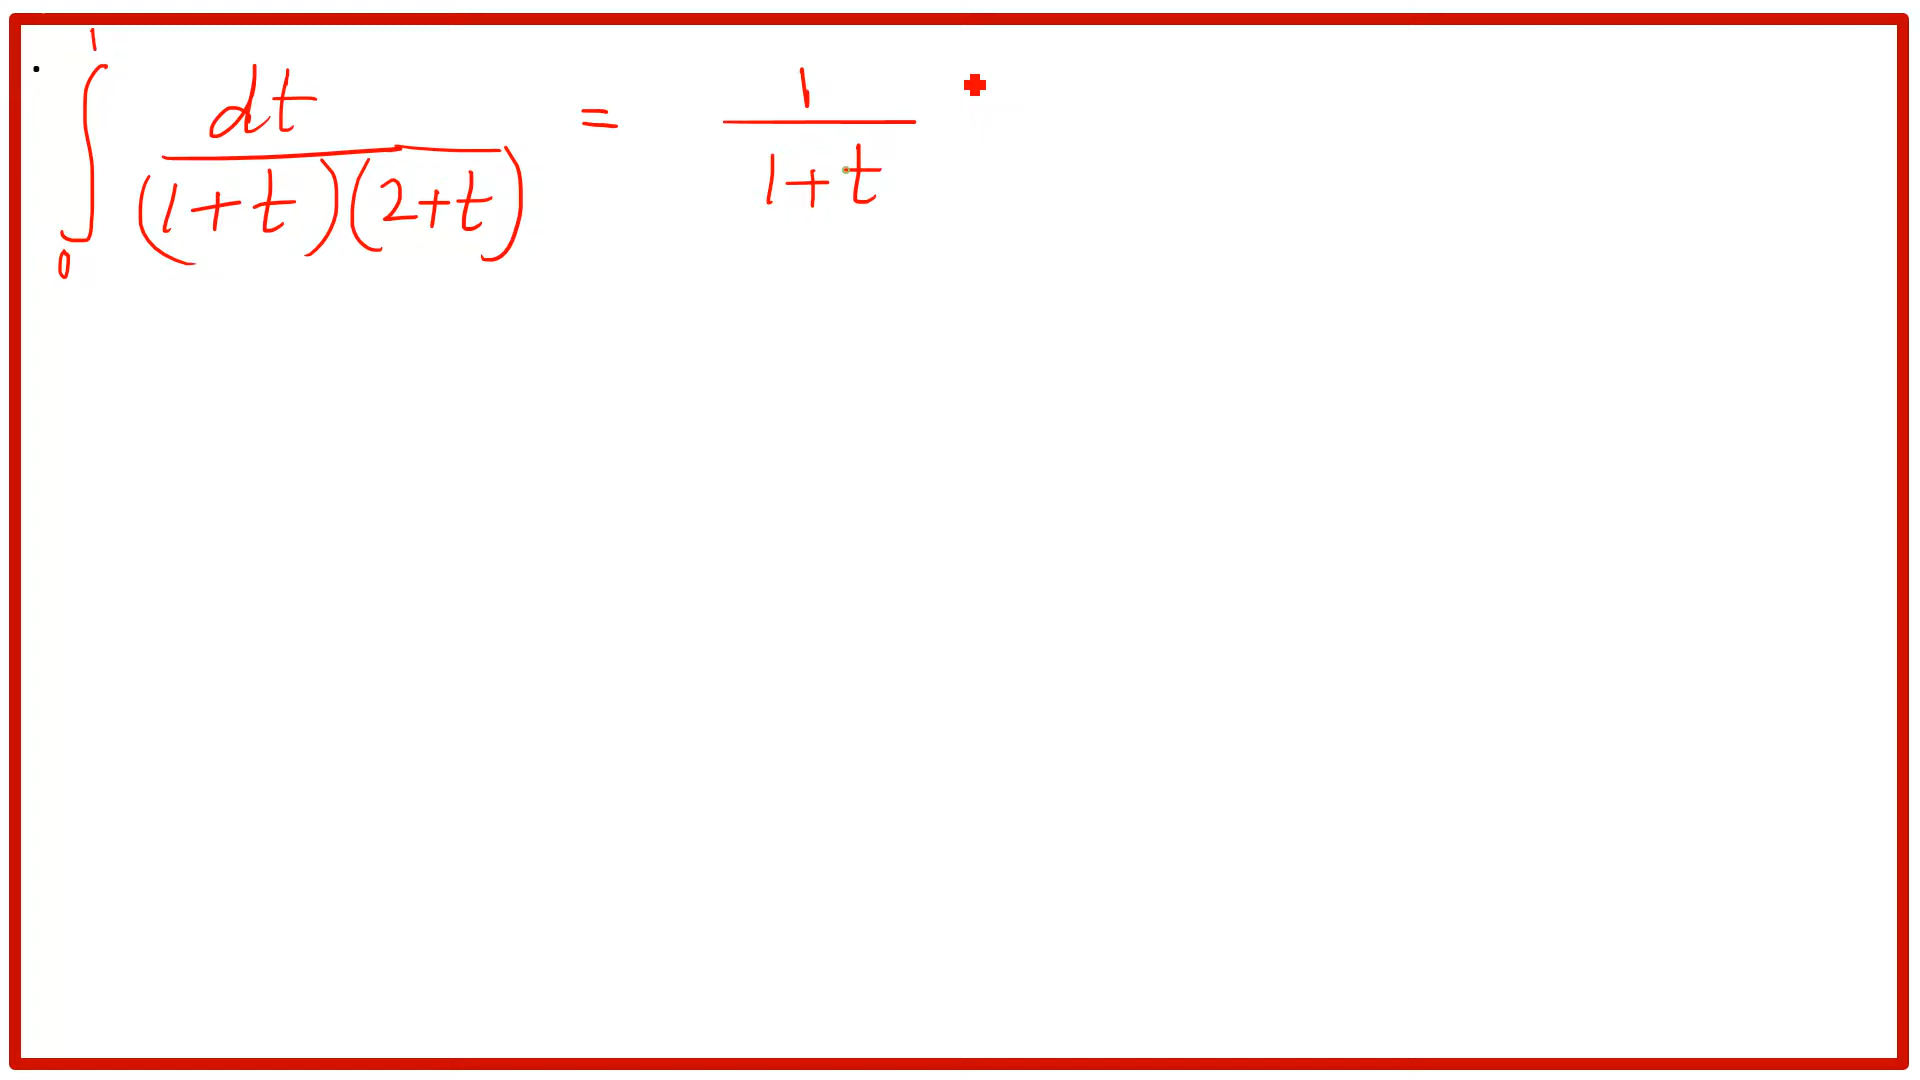 ∫₀¹ dt / (1+t)(2+t) = 1 / 1+t